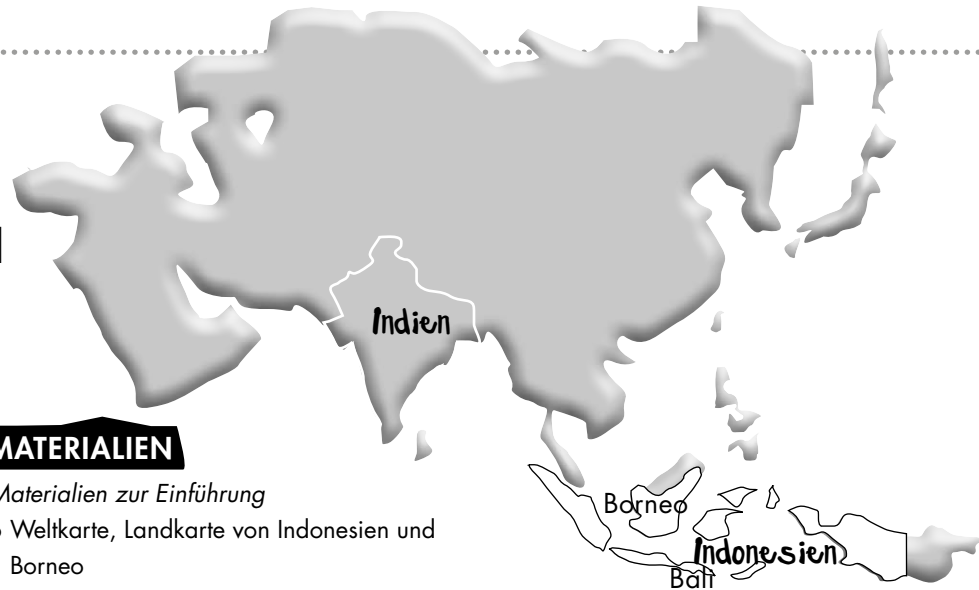 Indien
MATERIALIEN
Materialien zur Einführung
Weltkarte, Landkarte von Indonesien und
Borneo
Borneo
Indonesien
Bali